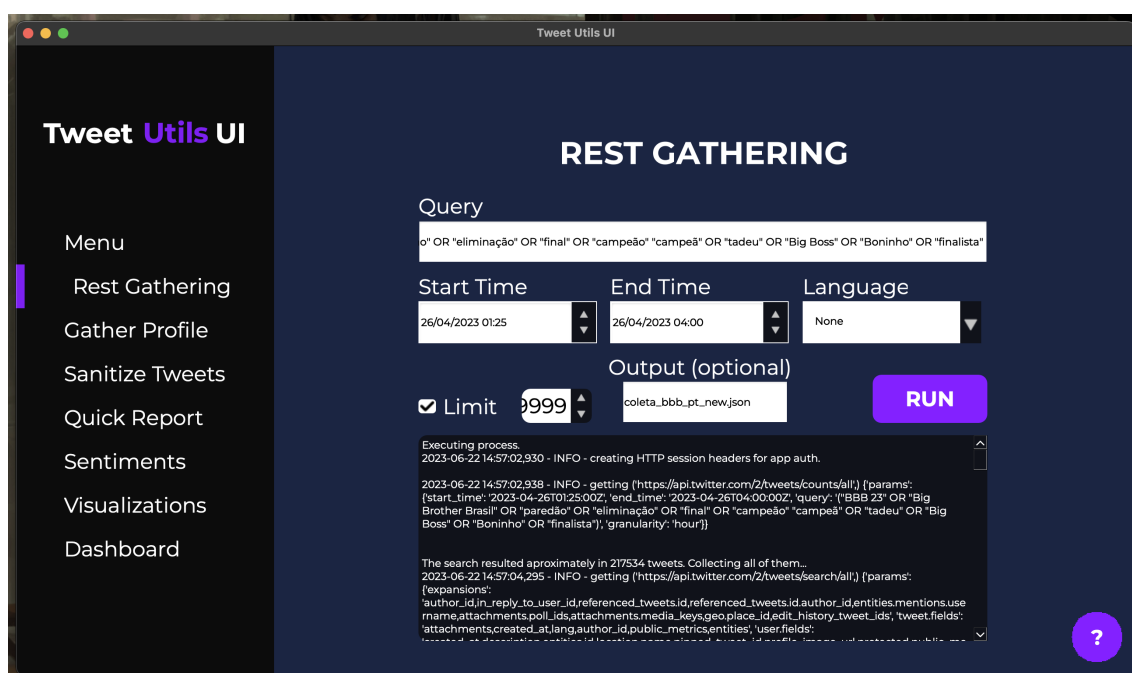 Tweet Utils UI
Tweet Utils UI
Menu
Rest Gathering
Gather Profile
Sanitize Tweets
Quick Report
Sentiments
Visualizations
Dashboard
REST GATHERING
Query
o" OR "eliminação" OR "final" OR "campeão" "campeã" OR "tadeu" OR "Big Boss" OR "Boninho" OR "finalista"
Start Time End Time Language
26/04/2023 01:25 26/04/2023 04:00 None
Output (optional)
Limit 9999 coleta_bbb_pt_new.json RUN
Executing process.
2023-06-22 14:57:02,930 - INFO - creating HTTP session headers for app auth.
2023-06-22 14:57:02,938 - INFO - getting ('https://api.twitter.com/2/tweets/counts/all',) {'params':
{'start_time': '2023-04-26T01:25:00Z', 'end_time': '2023-04-26T04:00:00Z', 'query': '("BBB 23" OR "Big
Brother Brasil" OR "paredão" OR "eliminação" OR "final" OR "campeão" "campeã" OR "tadeu" OR "Big
Boss" OR "Boninho" OR "finalista")', 'granularity': 'hour'}}
The search resulted aproximately in 217534 tweets. Collecting all of them...
2023-06-22 14:57:04,295 - INFO - getting ('https://api.twitter.com/2/tweets/search/all',) {'params':
{'expansions':
'author_id,in_reply_to_user_id,referenced_tweets.id,referenced_tweets.id.author_id,entities.mentions.use
rname,attachments.poll_ids,attachments.media_keys,geo.place_id,edit_history_tweet_ids', 'tweet.fields':
'attachments,created_at,lang,author_id,public_metrics,entities', 'user.fields':
?